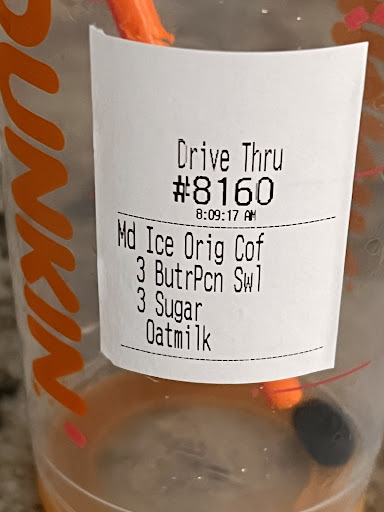 DUNKIN'
Drive Thru
#8160
8:09:17 AM
Md Ice Orig Cof
3 ButrPcn Swl
3 Sugar
Oatmilk